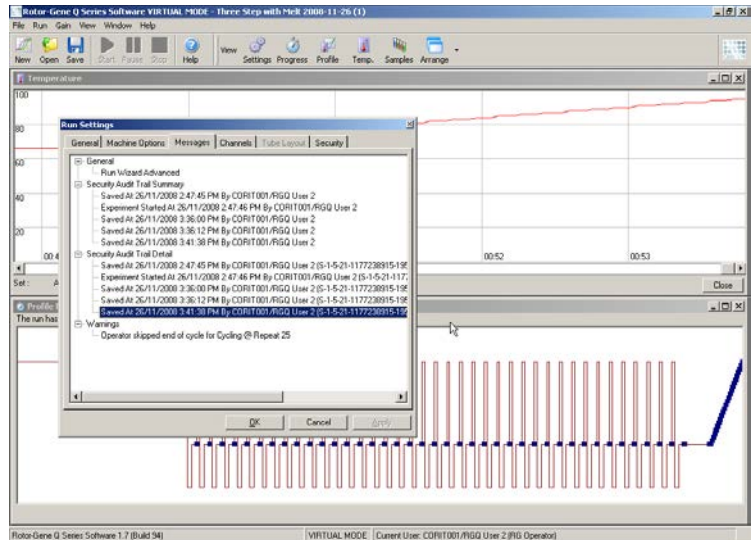 Rotor-Gene Q Series Software VIRTUAL MODE - Three Step with Melt 2008-11-26 (1)
File Run Gain View Window Help
New Open Save Start Pause Stop Help View Settings Progress Profile Temp. Samples Arrange
Temperature
100
80
60
40
20
00:52 00:53
Set :
Close
Run Settings
General Machine Options Messages Channels Tube Layout Security
General
Run Wizard Advanced
Security Audit Trail Summary
Saved At 26/11/2008 2:47:45 PM By CORIT001/RGQ User 2
Experiment Started At 26/11/2008 2:47:46 PM By CORIT001/RGQ User 2
Saved At 26/11/2008 3:36:00 PM By CORIT001/RGQ User 2
Saved At 26/11/2008 3:36:12 PM By CORIT001/RGQ User 2
Saved At 26/11/2008 3:41:38 PM By CORIT001/RGQ User 2
Security Audit Trail Detail
Saved At 26/11/2008 2:47:45 PM By CORIT001/RGQ User 2 (S-1-5-21-1177238915-195
Experiment Started At 26/11/2008 2:47:46 PM By CORIT001/RGQ User 2 (S-1-5-21-117
Saved At 26/11/2008 3:36:00 PM By CORIT001/RGQ User 2 (S-1-5-21-1177238915-195
Saved At 26/11/2008 3:36:12 PM By CORIT001/RGQ User 2 (S-1-5-21-1177238915-195
Saved At 26/11/2008 3:41:38 PM By CORIT001/RGQ User 2 (S-1-5-21-1177238915-195
Warnings
Operator skipped end of cycle for Cycling @ Repeat 25
OK Cancel Apply
Profile
The run has
Rotor-Gene Q Series Software 1.7 (Build 94) VIRTUAL MODE Current User: CORIT001/RGQ User 2 (RG Operator)